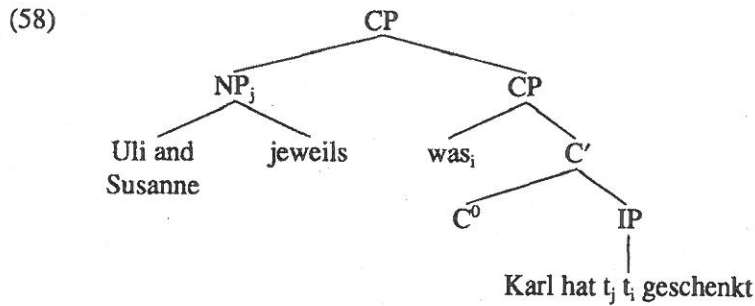 (58)
CP
NPⱼ CP
Uli and jeweils wasᵢ C′
Susanne
C⁰ IP
Karl hat tⱼ tᵢ geschenkt